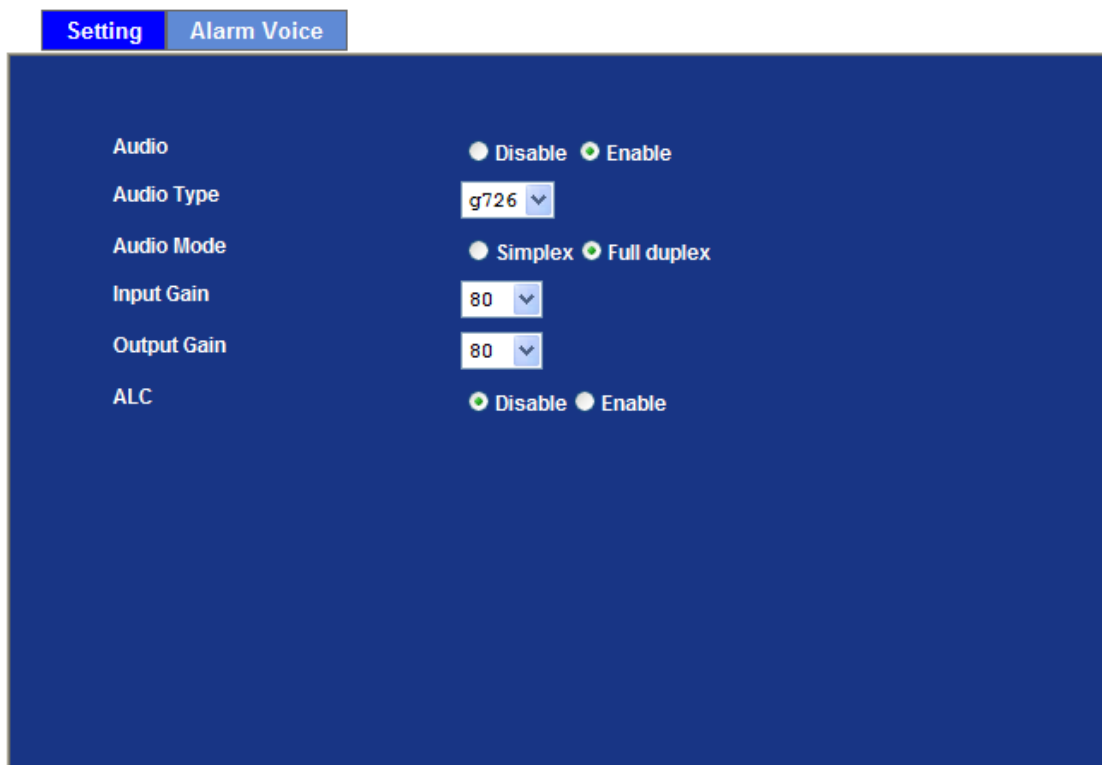 Setting Alarm Voice
Audio Disable Enable
Audio Type g726
Audio Mode Simplex Full duplex
Input Gain 80
Output Gain 80
ALC Disable Enable